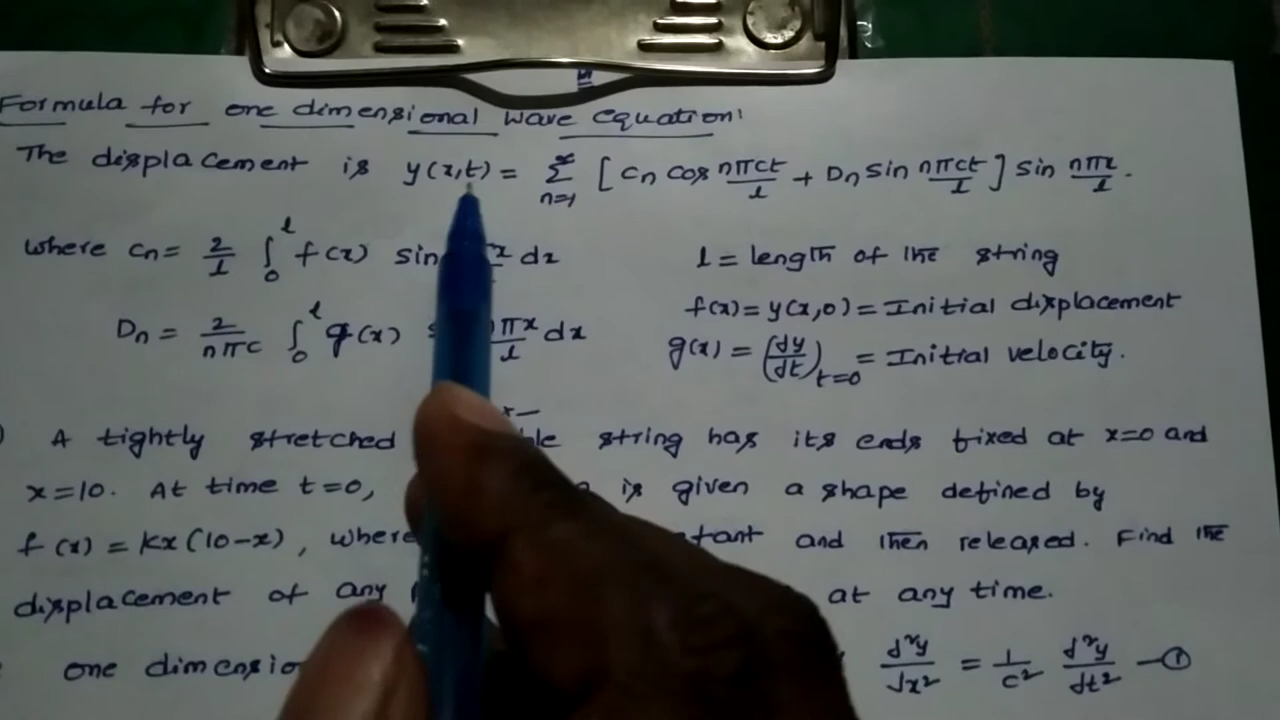 Formula for one dimensional wave equation:
The displacement is y(x,t) = ∞Σn=1 [Cn cos nπct/l + Dn sin nπct/l] sin nπx/l.
where Cn = 2/l ∫0^l f(x) sin x dx
l = length of the string
f(x) = y(x,0) = Initial displacement
Dn = 2/nπc ∫0^l g(x) πx/l dx
g(x) = (dy/dt)t=0 = Initial velocity.
) A tightly stretched string has its ends fixed at x=0 and
x=10. At time t=0, is given a shape defined by
f(x) = kx(10-x), where and then released. Find the
displacement of any at any time.
one d²y/dx² = 1/c² d²y/dt² —①